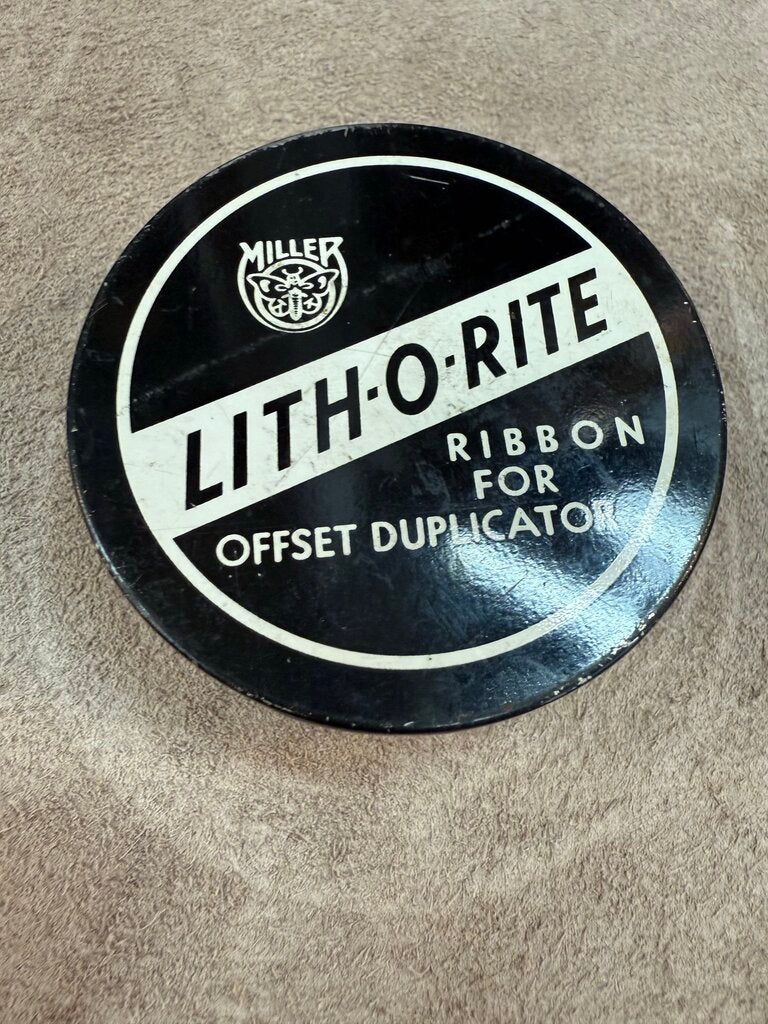 MILLER
LITH-O-RITE
RIBBON
FOR
OFFSET DUPLICATOR